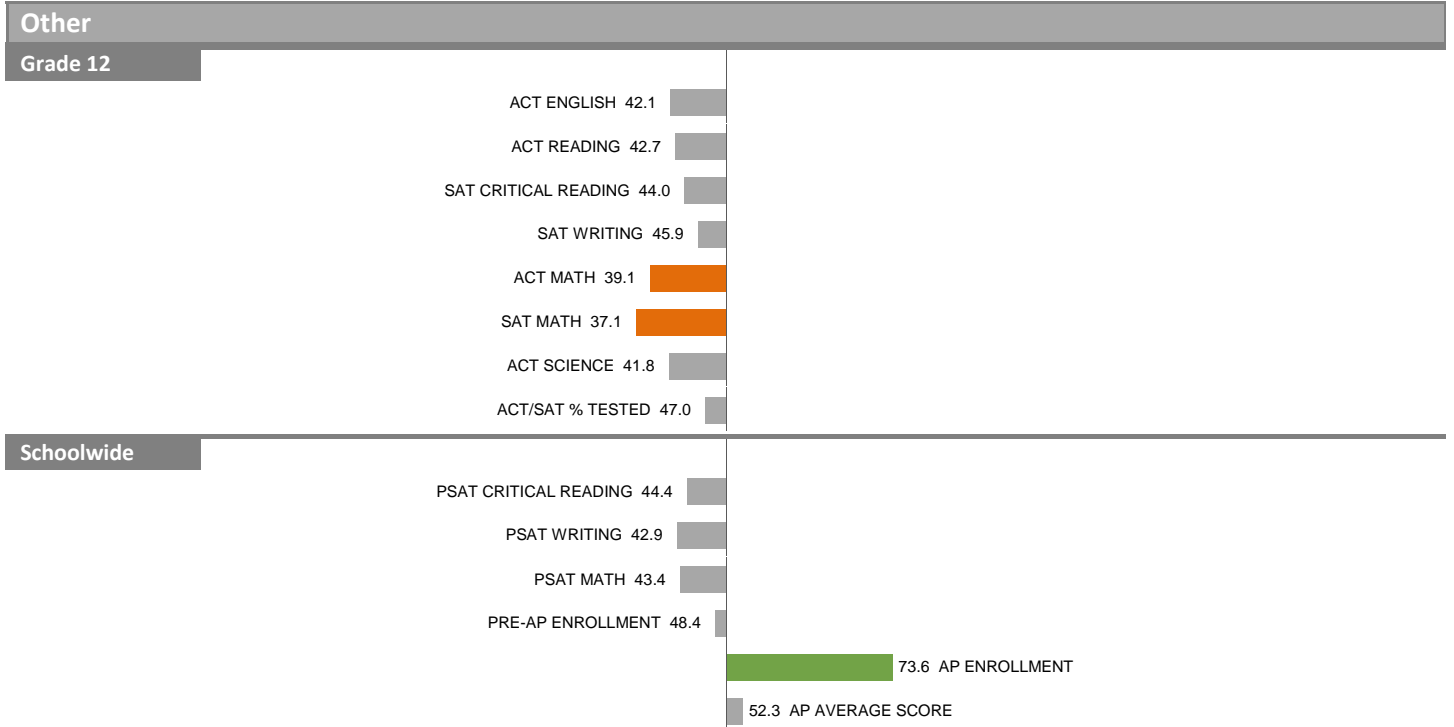 Other
Grade 12
ACT ENGLISH 42.1
ACT READING 42.7
SAT CRITICAL READING 44.0
SAT WRITING 45.9
ACT MATH 39.1
SAT MATH 37.1
ACT SCIENCE 41.8
ACT/SAT % TESTED 47.0
Schoolwide
PSAT CRITICAL READING 44.4
PSAT WRITING 42.9
PSAT MATH 43.4
PRE-AP ENROLLMENT 48.4
73.6 AP ENROLLMENT
52.3 AP AVERAGE SCORE